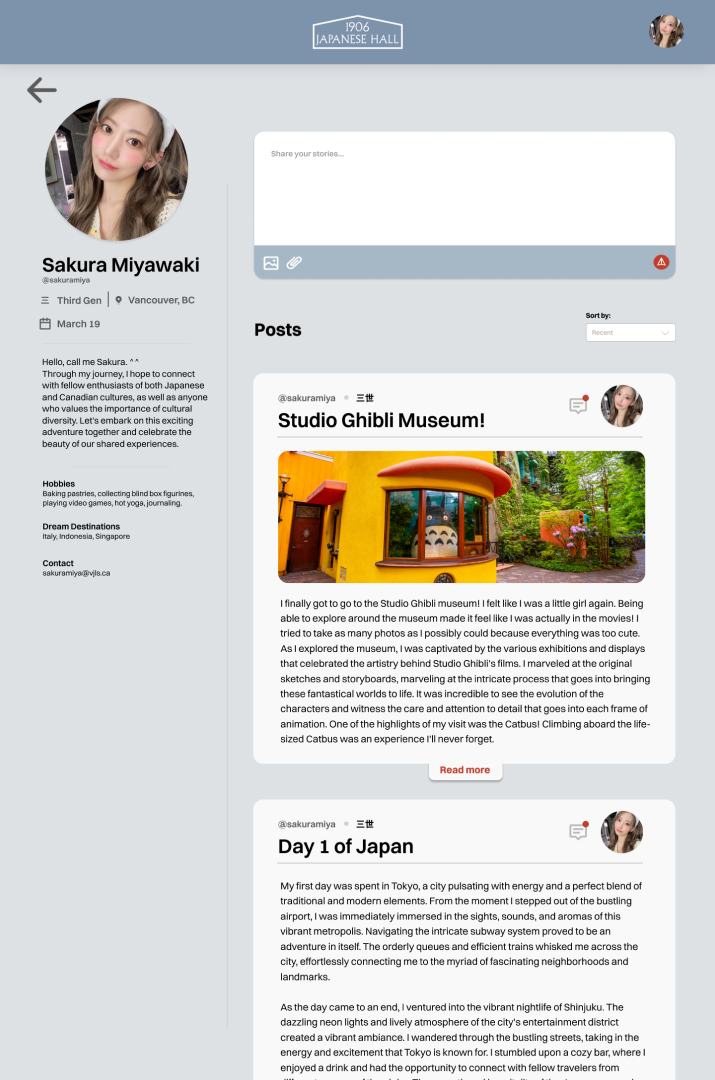 1906
JAPANESE HALL
Share your stories...
Sakura Miyawaki
@sakuramiya
三 Third Gen
Vancouver, BC
March 19
Hello, call me Sakura. ^^
Through my journey, I hope to connect
with fellow enthusiasts of both Japanese
and Canadian cultures, as well as anyone
who values the importance of cultural
diversity. Let's embark on this exciting
adventure together and celebrate the
beauty of our shared experiences.
Hobbies
Baking pastries, collecting blind box figurines,
playing video games, hot yoga, journaling.
Dream Destinations
Italy, Indonesia, Singapore
Contact
sakuramiya@vjls.ca
Posts
Sort by:
Recent
@sakuramiya 三世
Studio Ghibli Museum!
I finally got to go to the Studio Ghibli museum! I felt like I was a little girl again. Being
able to explore around the museum made it feel like I was actually in the movies! I
tried to take as many photos as I possibly could because everything was too cute.
As I explored the museum, I was captivated by the various exhibitions and displays
that celebrated the artistry behind Studio Ghibli's films. I marveled at the original
sketches and storyboards, marveling at the intricate process that goes into bringing
these fantastical worlds to life. It was incredible to see the evolution of the
characters and witness the care and attention to detail that goes into each frame of
animation. One of the highlights of my visit was the Catbus! Climbing aboard the life-
sized Catbus was an experience I'll never forget.
Read more
@sakuramiya 三世
Day 1 of Japan
My first day was spent in Tokyo, a city pulsating with energy and a perfect blend of
traditional and modern elements. From the moment I stepped out of the bustling
airport, I was immediately immersed in the sights, sounds, and aromas of this
vibrant metropolis. Navigating the intricate subway system proved to be an
adventure in itself. The orderly queues and efficient trains whisked me across the
city, effortlessly connecting me to the myriad of fascinating neighborhoods and
landmarks.
As the day came to an end, I ventured into the vibrant nightlife of Shinjuku. The
dazzling neon lights and lively atmosphere of the city's entertainment district
created a vibrant ambiance. I wandered through the bustling streets, taking in the
energy and excitement that Tokyo is known for. I stumbled upon a cozy bar, where I
enjoyed a drink and had the opportunity to connect with fellow travelers from